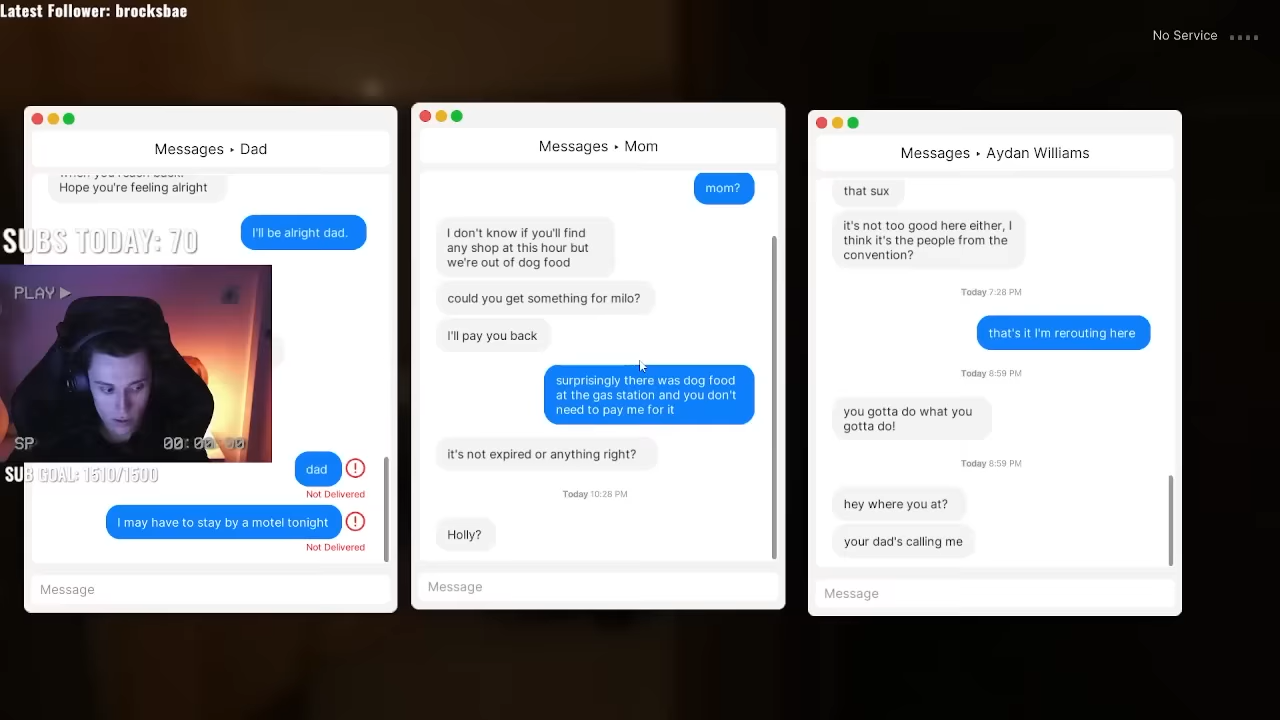 Latest Follower: brocksbae
No Service
Messages ‣ Dad
Hope you're feeling alright
I'll be alright dad.
SUBS TODAY: 70
PLAY
SP
SUB GOAL: 1510/1500
dad
Not Delivered
I may have to stay by a motel tonight
Not Delivered
Message
Messages ‣ Mom
mom?
I don't know if you'll find
any shop at this hour but
we're out of dog food
could you get something for milo?
I'll pay you back
surprisingly there was dog food
at the gas station and you don't
need to pay me for it
it's not expired or anything right?
Today 10:28 PM
Holly?
Message
Messages ‣ Aydan Williams
that sux
it's not too good here either, I
think it's the people from the
convention?
Today 7:28 PM
that's it I'm rerouting here
Today 8:59 PM
you gotta do what you
gotta do!
Today 8:59 PM
hey where you at?
your dad's calling me
Message